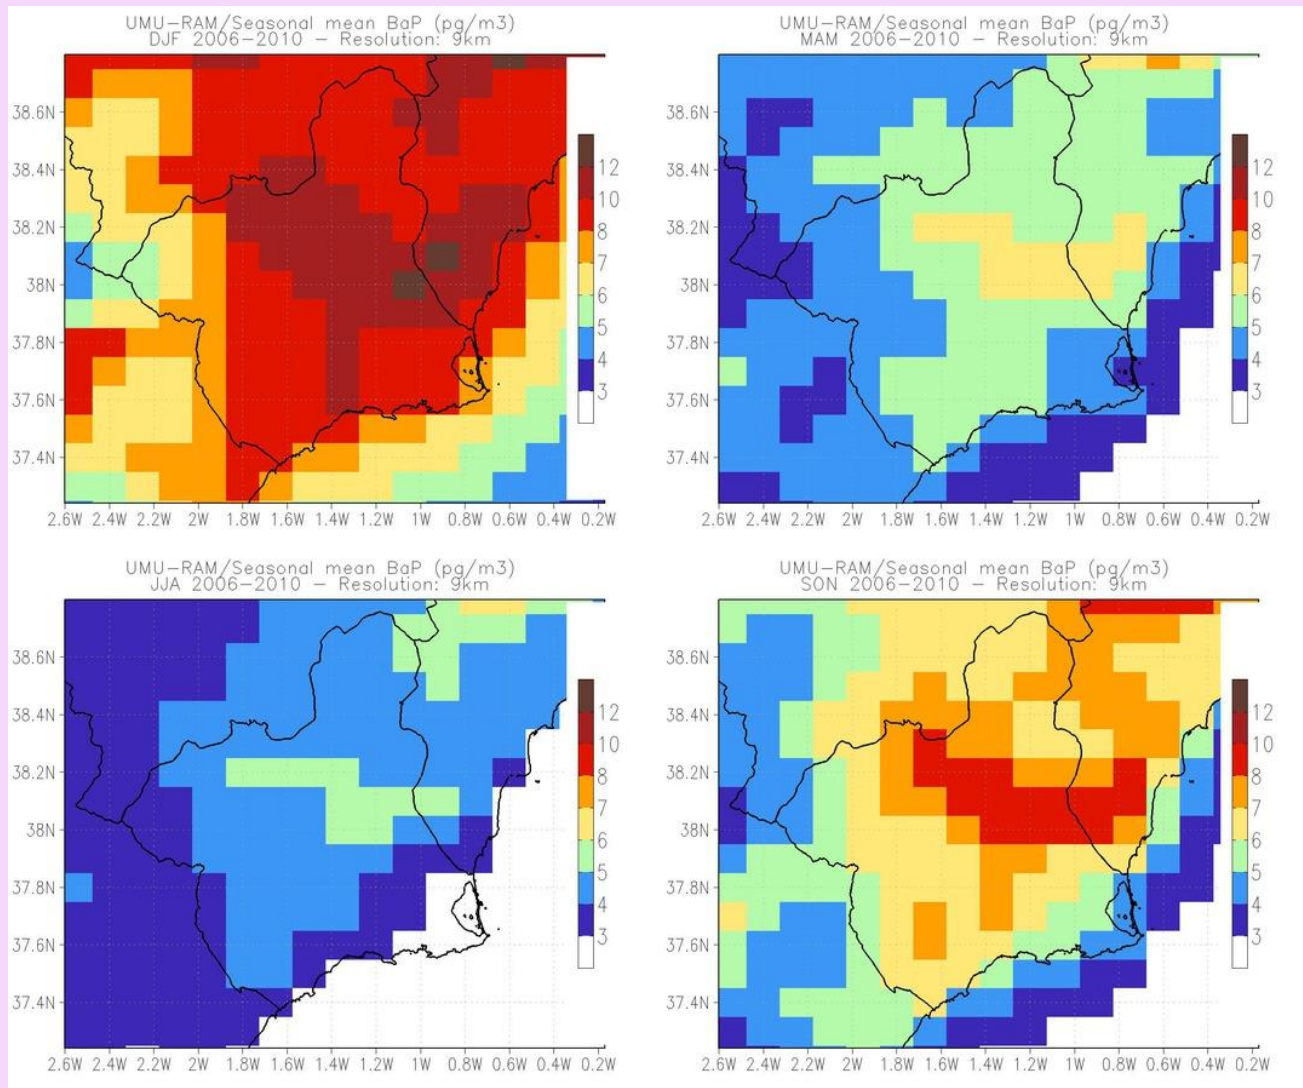 UMU-RAM/Seasonal mean BaP (pg/m3)
DJF 2006-2010 - Resolution: 9km
38.6N
38.4N
38.2N
38N
37.8N
37.6N
37.4N
2.6W 2.4W 2.2W 2W 1.8W 1.6W 1.4W 1.2W 1W 0.8W 0.6W 0.4W 0.2W
12
10
8
7
6
5
4
3
UMU-RAM/Seasonal mean BaP (pg/m3)
MAM 2006-2010 - Resolution: 9km
38.6N
38.4N
38.2N
38N
37.8N
37.6N
37.4N
2.6W 2.4W 2.2W 2W 1.8W 1.6W 1.4W 1.2W 1W 0.8W 0.6W 0.4W 0.2W
12
10
8
7
6
5
4
3
UMU-RAM/Seasonal mean BaP (pg/m3)
JJA 2006-2010 - Resolution: 9km
38.6N
38.4N
38.2N
38N
37.8N
37.6N
37.4N
2.6W 2.4W 2.2W 2W 1.8W 1.6W 1.4W 1.2W 1W 0.8W 0.6W 0.4W 0.2W
12
10
8
7
6
5
4
3
UMU-RAM/Seasonal mean BaP (pg/m3)
SON 2006-2010 - Resolution: 9km
38.6N
38.4N
38.2N
38N
37.8N
37.6N
37.4N
2.6W 2.4W 2.2W 2W 1.8W 1.6W 1.4W 1.2W 1W 0.8W 0.6W 0.4W 0.2W
12
10
8
7
6
5
4
3